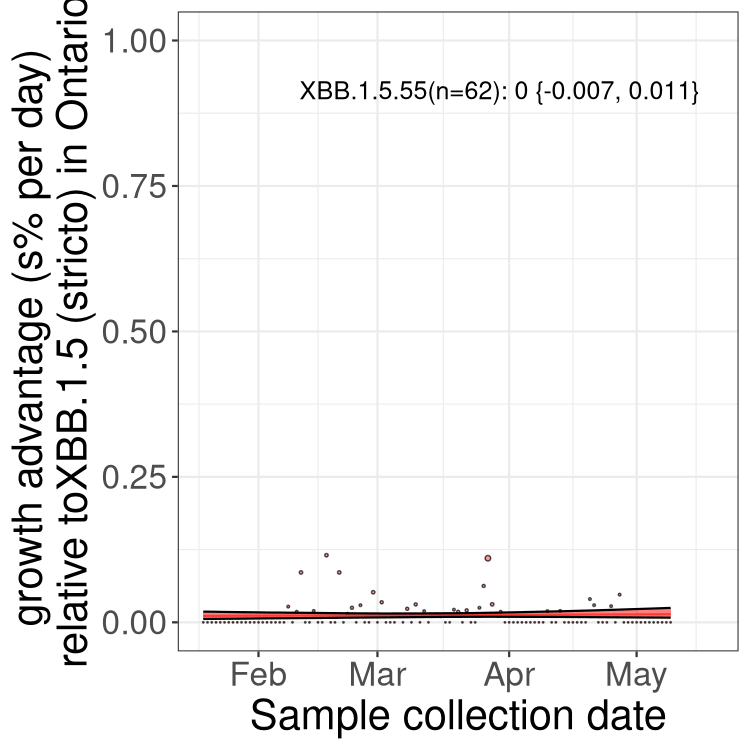 growth advantage (s% per day)
relative toXBB.1.5 (stricto) in Ontario
1.00
0.75
0.50
0.25
0.00
XBB.1.5.55(n=62): 0 {-0.007, 0.011}
Feb Mar Apr May
Sample collection date